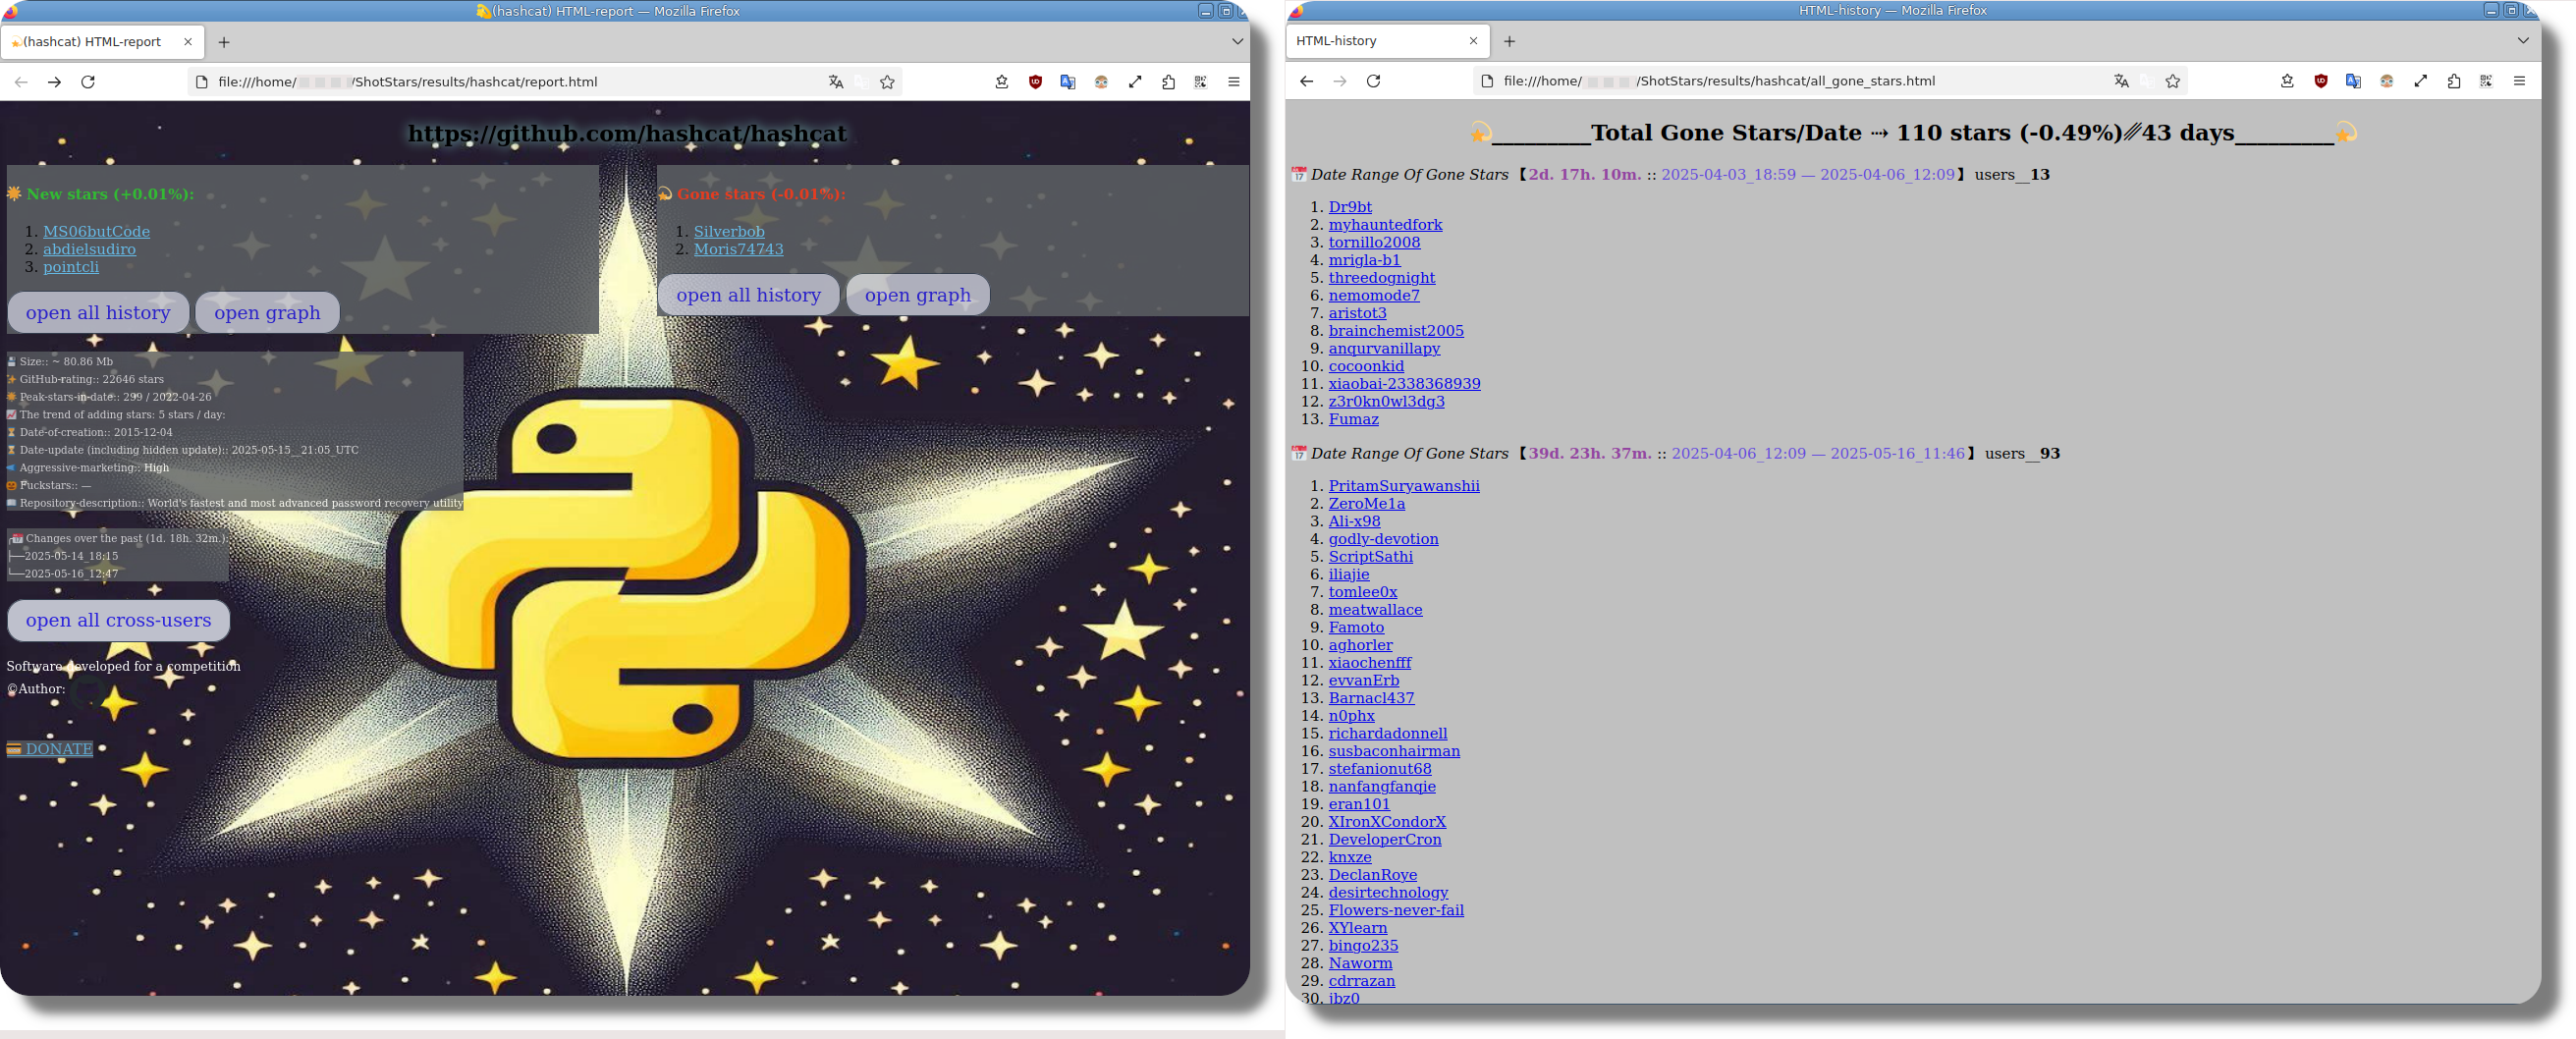 (hashcat) HTML-report — Mozilla Firefox
(hashcat) HTML-report
file:///home/ /ShotStars/results/hashcat/report.html
https://github.com/hashcat/hashcat
New stars (+0.01%):
1. MS06butCode
2. abdielsudiro
3. pointcli
open all history open graph
Gone stars (-0.01%):
1. Silverbob
2. Moris74743
open all history open graph
Size:: ~ 80.86 Mb
GitHub-rating:: 22646 stars
Peak-stars-in-date:: 299 / 2022-04-26
The trend of adding stars: 5 stars / day:
Date-of-creation:: 2015-12-04
Date-update (including hidden update):: 2025-05-15__21:05_UTC
Aggressive-marketing:: High
Fuckstars:: —
Repository-description:: World's fastest and most advanced password recovery utility
┌Changes over the past (1d. 18h. 32m.):
├──2025-05-14_18:15
└──2025-05-16_12:47
open all cross-users
Software developed for a competition
©Author:
DONATE
HTML-history — Mozilla Firefox
HTML-history
file:///home/ /ShotStars/results/hashcat/all_gone_stars.html
_________Total Gone Stars/Date ⇢ 110 stars (-0.49%)⫽43 days_________
Date Range Of Gone Stars 【2d. 17h. 10m. :: 2025-04-03_18:59 — 2025-04-06_12:09】 users__13
1. Dr9bt
2. myhauntedfork
3. tornillo2008
4. mrigla-b1
5. threedognight
6. nemomode7
7. aristot3
8. brainchemist2005
9. anqurvanillapy
10. cocoonkid
11. xiaobai-2338368939
12. z3r0kn0wl3dg3
13. Fumaz
Date Range Of Gone Stars 【39d. 23h. 37m. :: 2025-04-06_12:09 — 2025-05-16_11:46】 users__93
1. PritamSuryawanshii
2. ZeroMe1a
3. Ali-x98
4. godly-devotion
5. ScriptSathi
6. iliajie
7. tomlee0x
8. meatwallace
9. Famoto
10. aghorler
11. xiaochenfff
12. evvanErb
13. Barnacl437
14. n0phx
15. richardadonnell
16. susbaconhairman
17. stefanionut68
18. nanfangfanqie
19. eran101
20. XIronXCondorX
21. DeveloperCron
22. knxze
23. DeclanRoye
24. desirtechnology
25. Flowers-never-fail
26. XYlearn
27. bingo235
28. Naworm
29. cdrrazan
30. ibz0